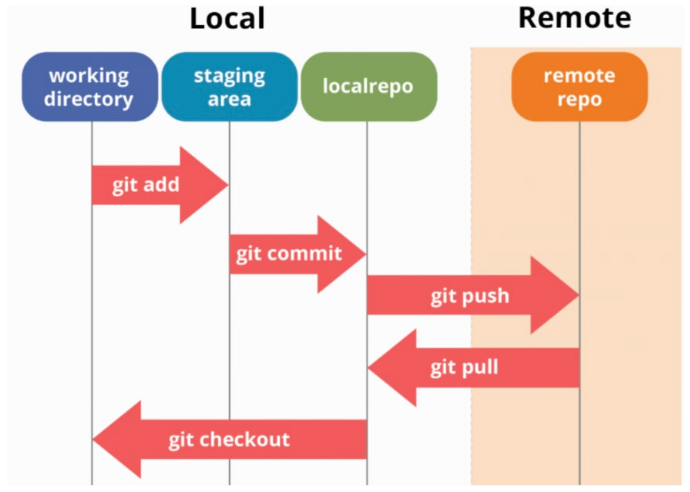 Local
Remote
working
directory
staging
area
localrepo
remote
repo
git add
git commit
git push
git pull
git checkout